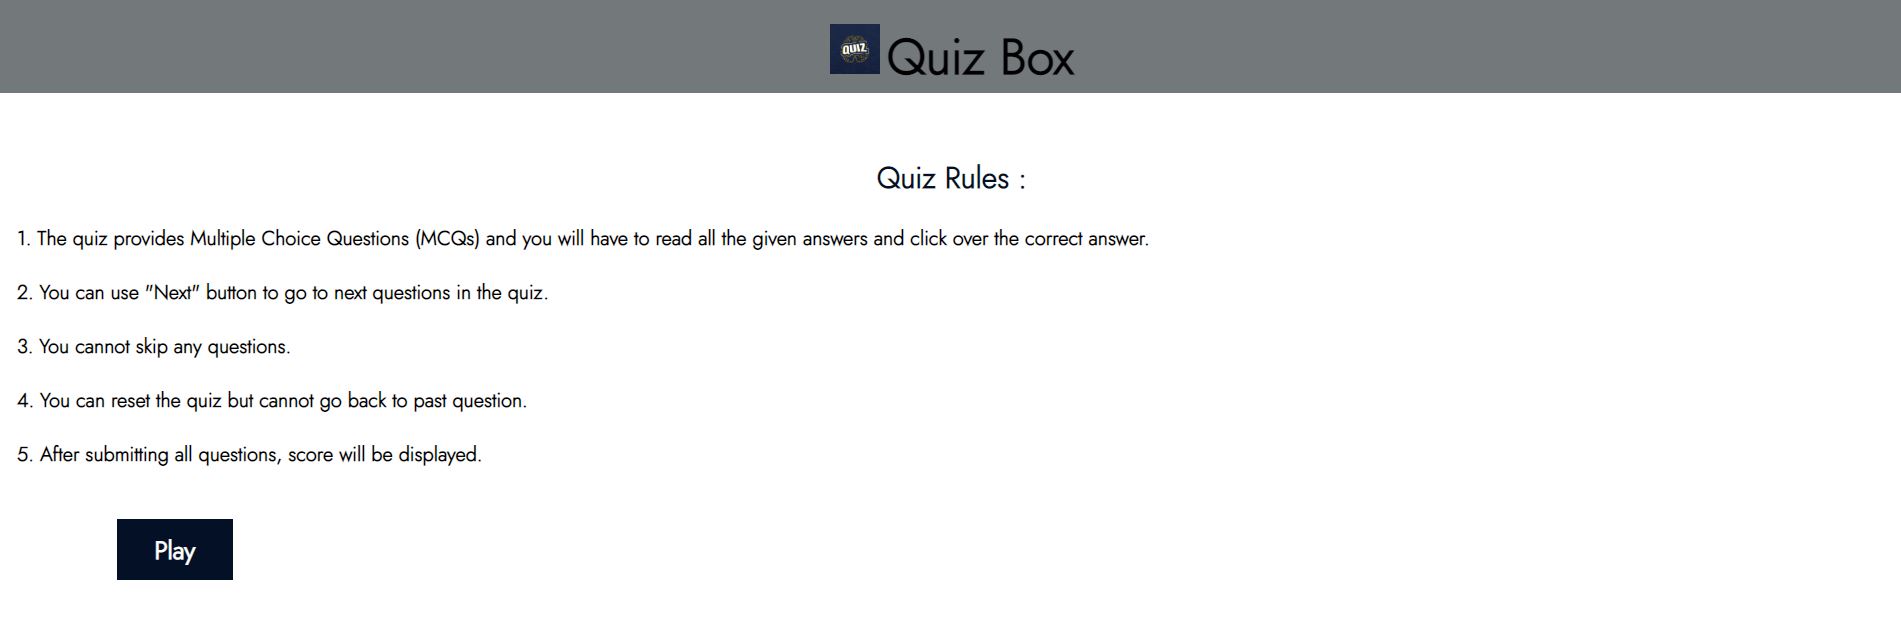 QUIZ
Quiz Box
Quiz Rules :
1. The quiz provides Multiple Choice Questions (MCQs) and you will have to read all the given answers and click over the correct answer.
2. You can use "Next" button to go to next questions in the quiz.
3. You cannot skip any questions.
4. You can reset the quiz but cannot go back to past question.
5. After submitting all questions, score will be displayed.
Play